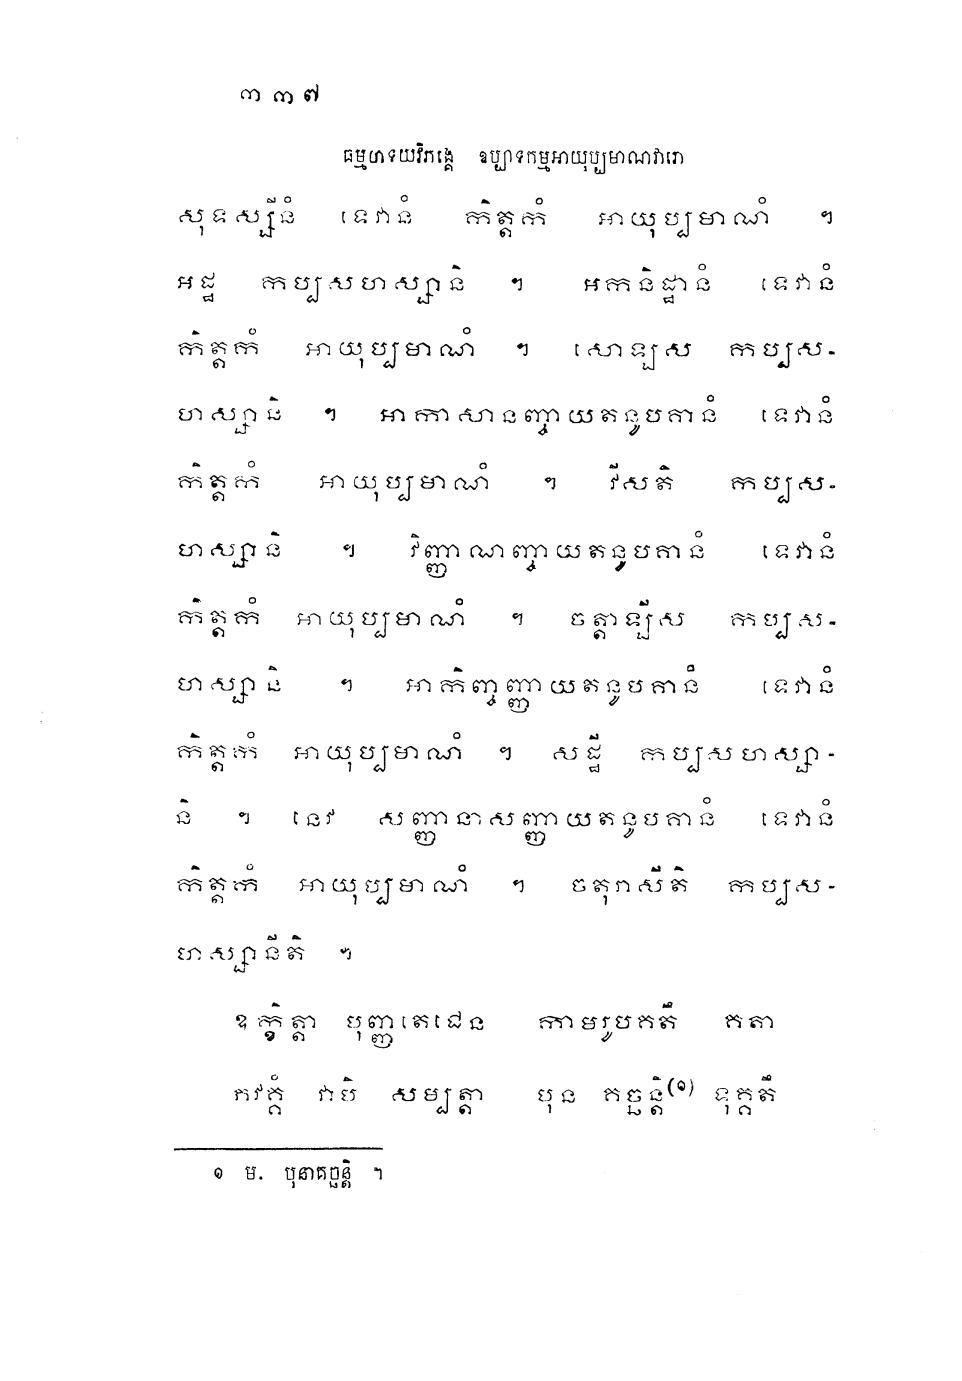 ៣៣៧
ធម្មហទយវិភង្គេ ឧប្បាទកម្មអាយុប្បមាណវារោ
សុទស្សីនំ ទេវានំ កិត្តកំ អាយុប្បមាណំ ។
អដ្ឋ កប្បសហស្សានិ ។ អកនិដ្ឋានំ ទេវានំ
កិត្តកំ អាយុប្បមាណំ ។ សោឡស កប្បស-
ហស្សានិ ។ អាកាសានញ្ចាយតនូបគានំ ទេវានំ
កិត្តកំ អាយុប្បមាណំ ។ វីសតិ កប្បស-
ហស្សានិ ។ វិញ្ញាណញ្ចាយតនូបគានំ ទេវានំ
កិត្តកំ អាយុប្បមាណំ ។ ចត្តាឡីស កប្បស-
ហស្សានិ ។ អាកិញ្ចញ្ញាយតនូបគានំ ទេវានំ
កិត្តកំ អាយុប្បមាណំ ។ សដ្ឋី កប្បសហស្សា-
និ ។ នេវ សញ្ញានាសញ្ញាយតនូបគានំ ទេវានំ
កិត្តកំ អាយុប្បមាណំ ។ ចតុរាសីតិ កប្បស-
ហស្សានីតិ ។
ឧក្ខិត្តា បុញ្ញតេជេន កាមរូបគតឹ គតា
ភវគ្គំ វាបិ សម្បត្តា បុន គច្ឆន្តិ(១) ទុគ្គតឹ
១ ម. បុនាគច្ឆន្តិ ។